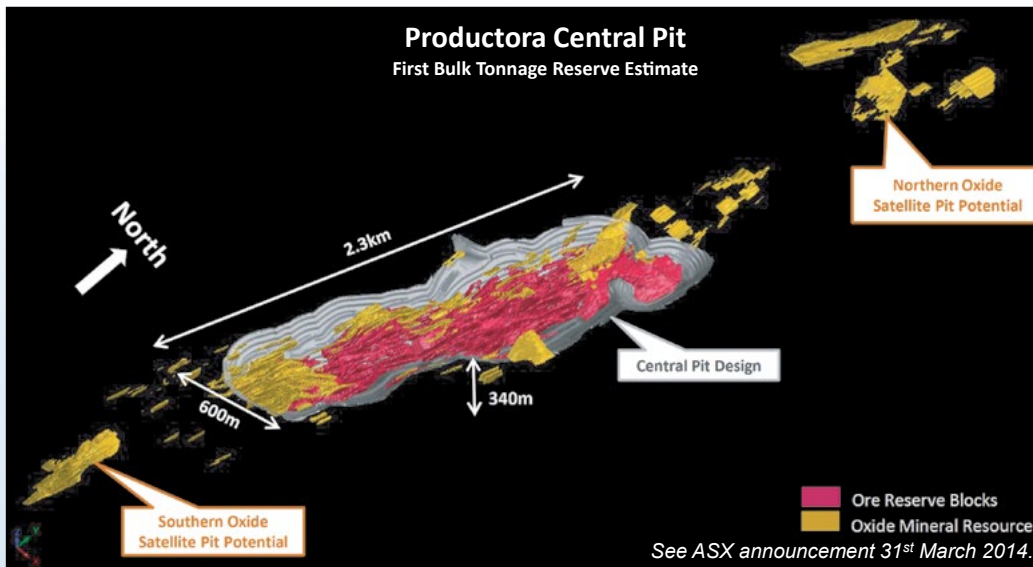 Productora Central Pit
First Bulk Tonnage Reserve Estimate
Northern Oxide
Satellite Pit Potential
North
2.3km
Central Pit Design
340m
600m
Southern Oxide
Satellite Pit Potential
Ore Reserve Blocks
Oxide Mineral Resource
See ASX announcement 31st March 2014.